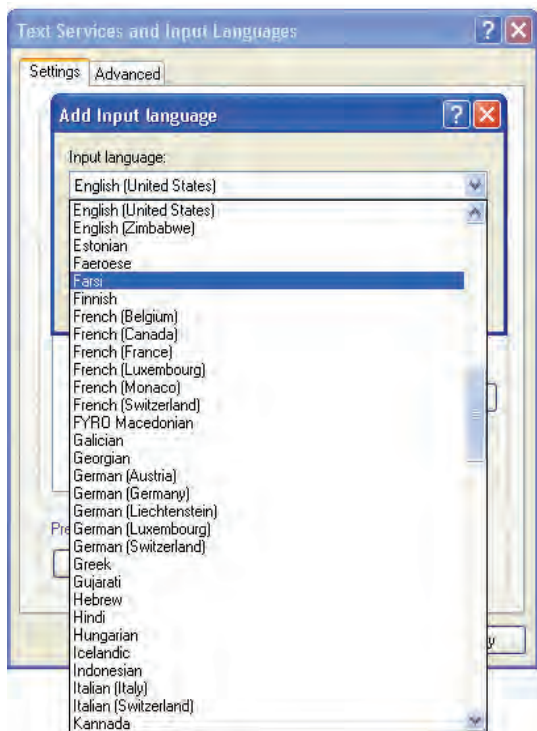 Text Services and Input Languages
Settings Advanced
Add Input language
Input language:
English (United States)
English (United States)
English (Zimbabwe)
Estonian
Faeroese
Farsi
Finnish
French (Belgium)
French (Canada)
French (France)
French (Luxembourg)
French (Monaco)
French (Switzerland)
FYRO Macedonian
Galician
Georgian
German (Austria)
German (Germany)
German (Liechtenstein)
Pre German (Luxembourg)
German (Switzerland)
Greek
Gujarati
Hebrew
Hindi
Hungarian
Icelandic
y
Indonesian
Italian (Italy)
Italian (Switzerland)
Kannada